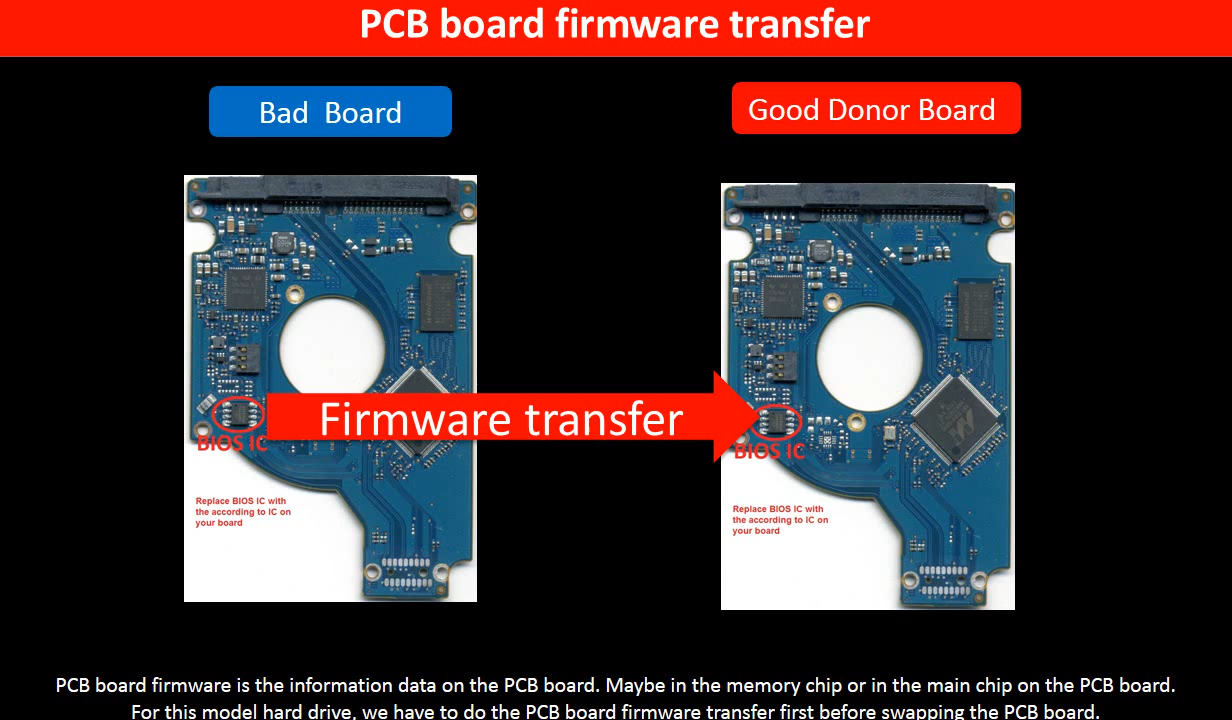 PCB board firmware transfer
Bad Board
Good Donor Board
Firmware transfer
BIOS IC
BIOS IC
Replace BIOS IC with
the according to IC on
your board
Replace BIOS IC with
the according to IC on
your board
PCB board firmware is the information data on the PCB board. Maybe in the memory chip or in the main chip on the PCB board.
For this model hard drive, we have to do the PCB board firmware transfer first before swapping the PCB board.